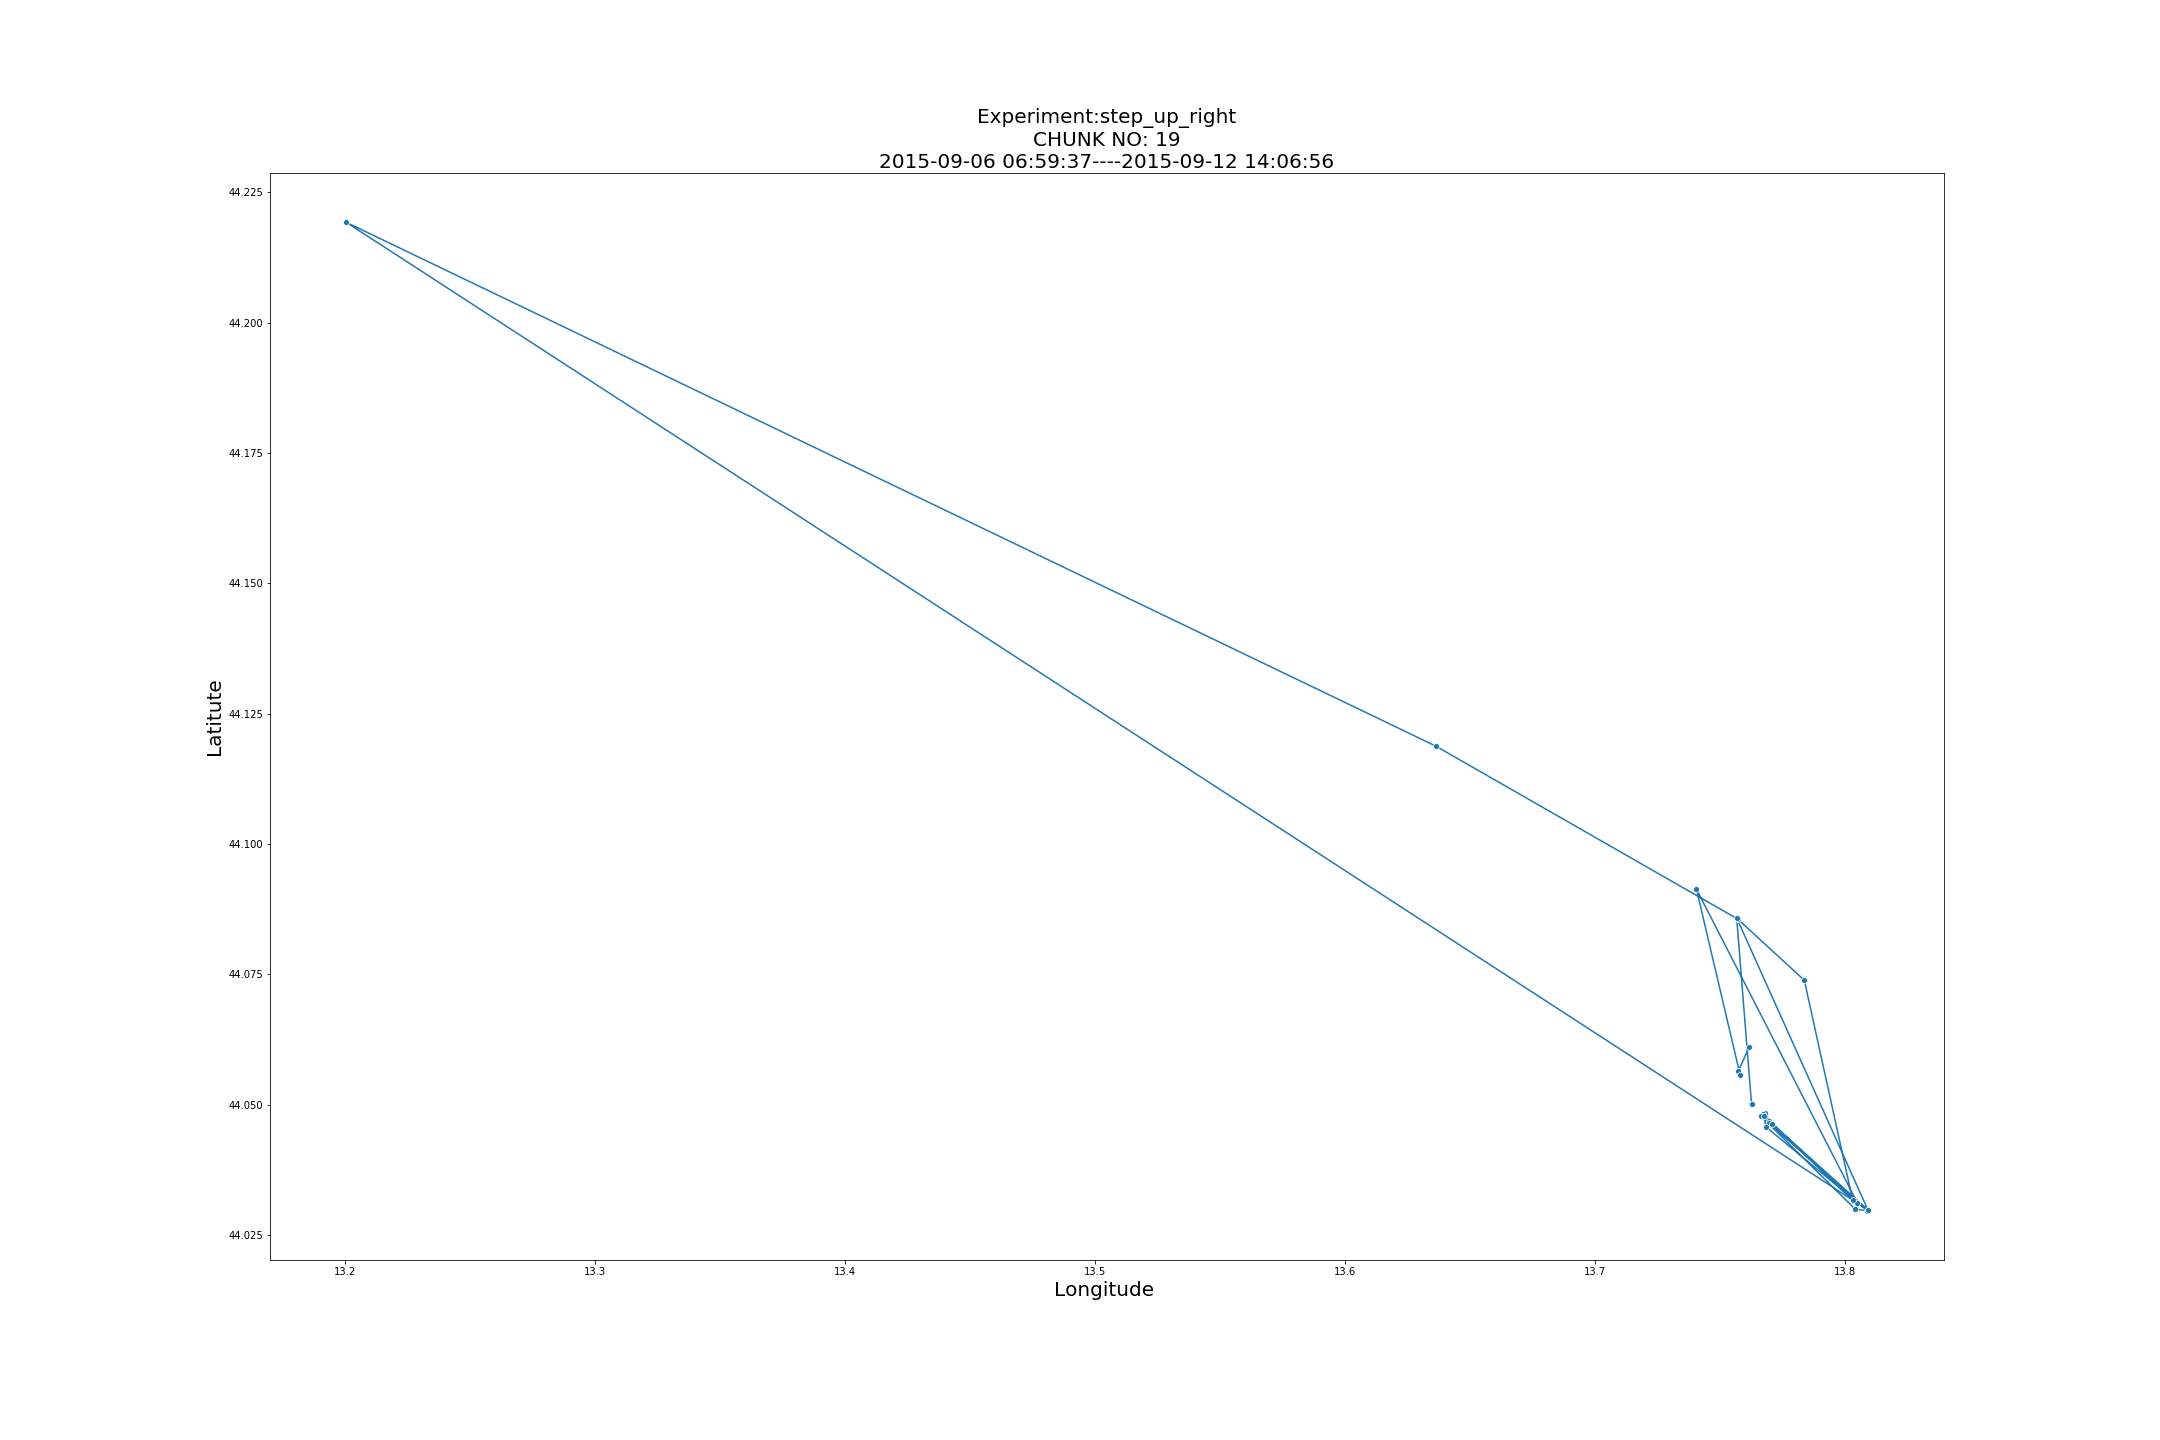 Experiment:step_up_right
CHUNK NO: 19
2015-09-06 06:59:37----2015-09-12 14:06:56
44.225
44.200
44.175
44.150
44.125
44.100
44.075
44.050
44.025
Latitute
13.2 13.3 13.4 13.5 13.6 13.7 13.8
Longitude